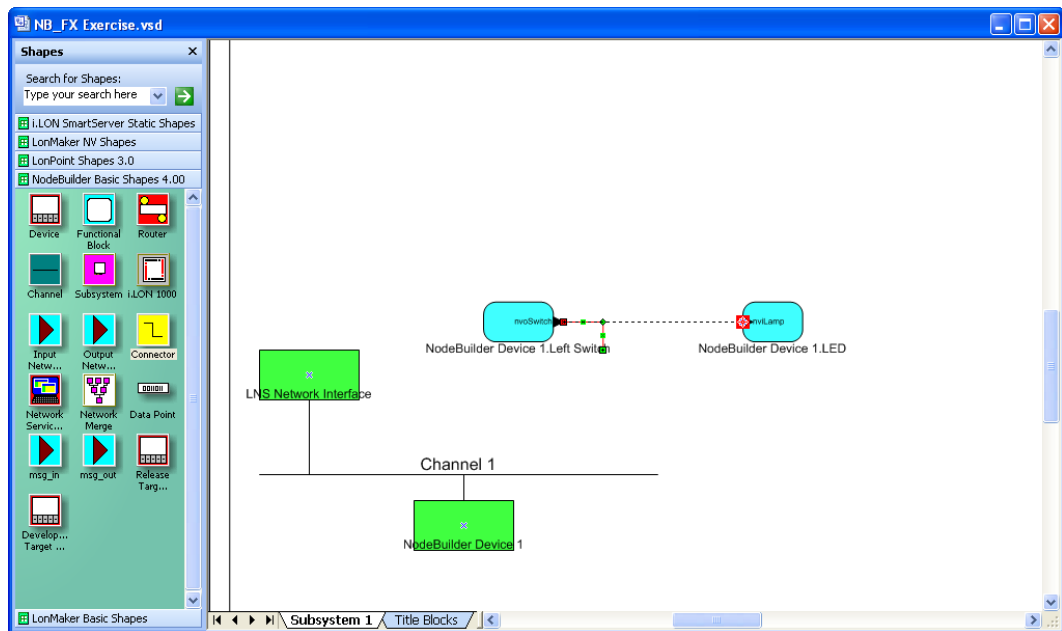 NB_FX Exercise.vsd
Shapes
Search for Shapes:
Type your search here
i.LON SmartServer Static Shapes
LonMaker NV Shapes
LonPoint Shapes 3.0
NodeBuilder Basic Shapes 4.00
Device Functional Block Router
Channel Subsystem i.LON 1000
Input Netw... Output Netw... Connector
Network Servic... Network Merge Data Point
msg_in msg_out Release Targ...
Develop... Target ...
LonMaker Basic Shapes
nvoSwitch
nviLamp
NodeBuilder Device 1.Left Switch
NodeBuilder Device 1.LED
LNS Network Interface
Channel 1
NodeBuilder Device 1
Subsystem 1
Title Blocks